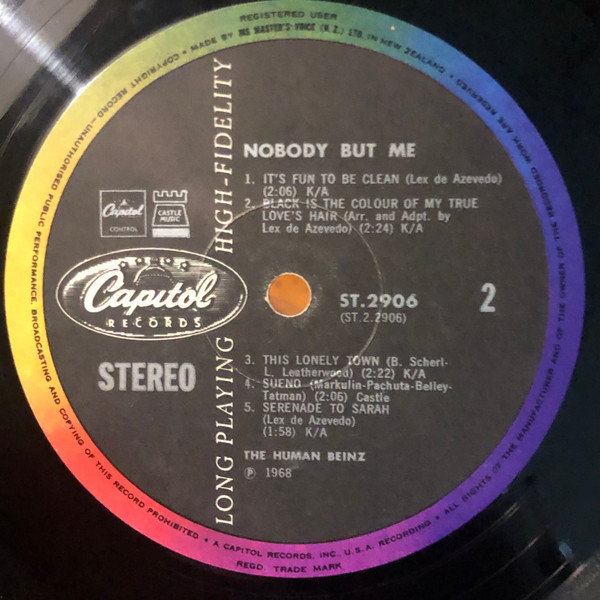 REGISTERED USER
COPYRIGHT RECORD—UNAUTHORISED PUBLIC PERFORMANCE, BROADCASTING AND COPYING OF THIS RECORD PROHIBITED • A CAPITOL RECORDS, INC., U.S.A. RECORDING • ALL RIGHTS OF THE MANUFACTURER AND OF THE OWNER OF THE RECORDED WORK ARE RESERVED •
• MADE BY HIS MASTER'S VOICE (N.Z.) LTD. IN NEW ZEALAND •
REGD. TRADE MARK
LONG PLAYING HIGH-FIDELITY
NOBODY BUT ME
1. IT'S FUN TO BE CLEAN (Lex de Azevedo)
(2:06) K/A
2. BLACK IS THE COLOUR OF MY TRUE
LOVE'S HAIR (Arr. and Adpt. by
Lex de Azevedo) (2:24) K/A
Capitol
CONTROL
CASTLE
MUSIC
Capitol
RECORDS
STEREO
ST.2906
(ST.2.2906)
2
3. THIS LONELY TOWN (B. Scherl-
L. Leatherwood) (2:22) K/A
4. SUENO (Markulin-Pachuta-Belley-
Tatman) (2:06) Castle
5. SERENADE TO SARAH
(Lex de Azevedo)
(1:58) K/A
THE HUMAN BEINZ
℗ 1968